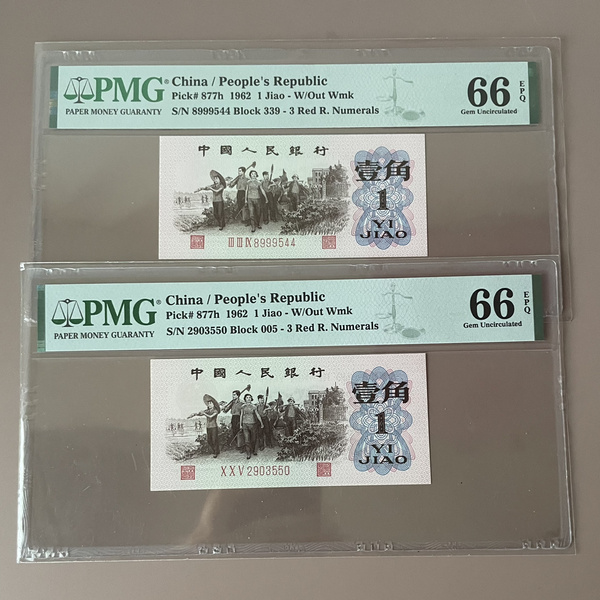 PMG®
PAPER MONEY GUARANTY
China / People's Republic
Pick# 877h 1962 1 Jiao - W/Out Wmk
S/N 8999544 Block 339 - 3 Red R. Numerals
66 EPQ
Gem Uncirculated
中國人民銀行
壹角
1
YI
JIAO
III III IX 8999544
PMG®
PAPER MONEY GUARANTY
China / People's Republic
Pick# 877h 1962 1 Jiao - W/Out Wmk
S/N 2903550 Block 005 - 3 Red R. Numerals
66 EPQ
Gem Uncirculated
中國人民銀行
壹角
1
YI
JIAO
X X V 2903550